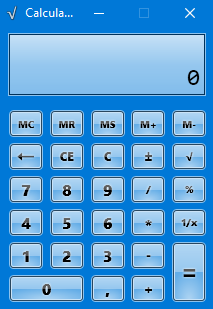 √ Calcula...
0
MC MR MS M+ M-
← CE C ± √
7 8 9 / %
4 5 6 * 1/x
1 2 3 - =
0 , +